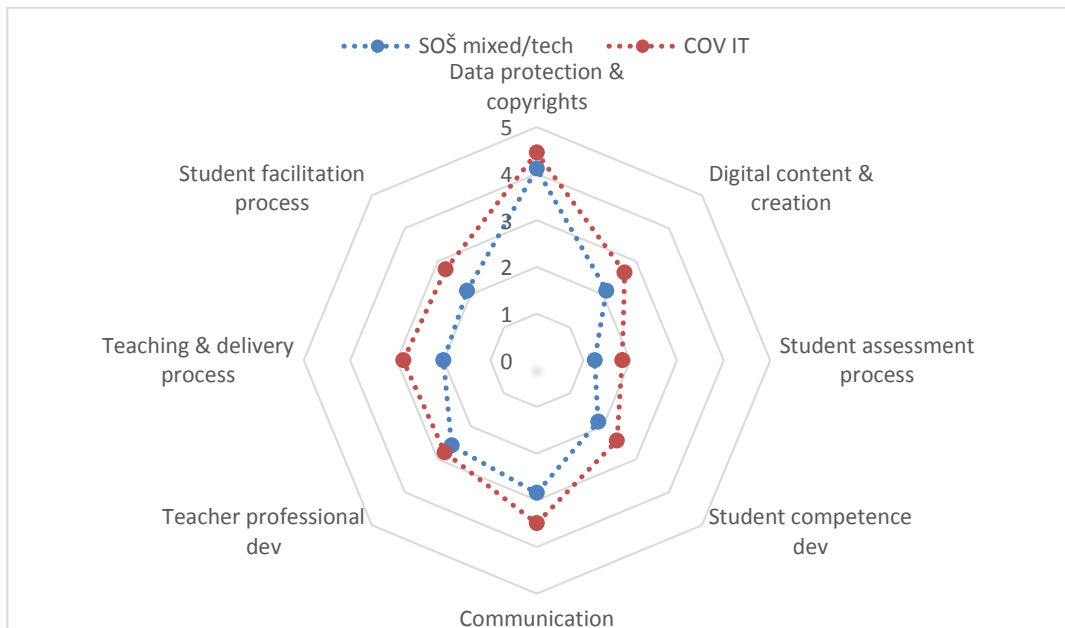 SOŠ mixed/tech
COV IT
Data protection &
copyrights
5
4
3
2
1
0
Student facilitation
process
Digital content &
creation
Teaching & delivery
process
Student assessment
process
Teacher professional
dev
Student competence
dev
Communication